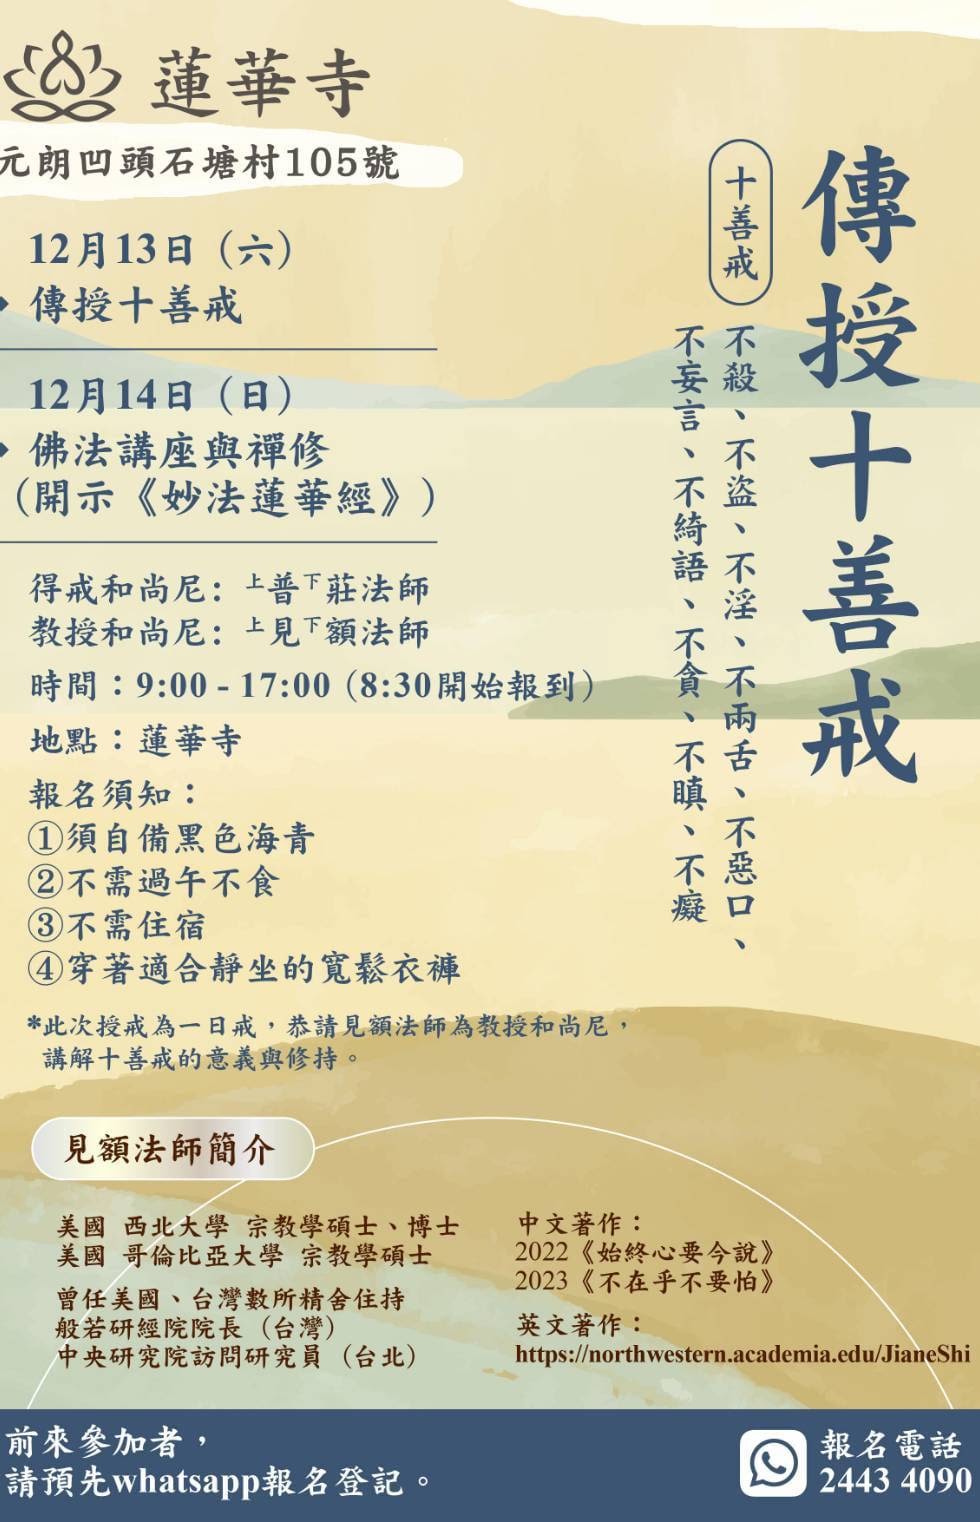 蓮華寺
元朗凹頭石塘村105號
傳授十善戒
十善戒
不殺、不盜、不淫、不兩舌、不惡口、
不妄言、不綺語、不貪、不瞋、不癡
12月13日（六）
傳授十善戒
12月14日（日）
佛法講座與禪修
（開示《妙法蓮華經》）
得戒和尚尼: 上普下莊法師
教授和尚尼: 上見下額法師
時間：9:00 - 17:00（8:30開始報到）
地點：蓮華寺
報名須知：
①須自備黑色海青
②不需過午不食
③不需住宿
④穿著適合靜坐的寬鬆衣褲
*此次授戒為一日戒，恭請見額法師為教授和尚尼，
講解十善戒的意義與修持。
見額法師簡介
美國 西北大學 宗教學碩士、博士
美國 哥倫比亞大學 宗教學碩士
曾任美國、台灣數所精舍住持
般若研經院院長（台灣）
中央研究院訪問研究員（台北）
中文著作：
2022《始終心要今說》
2023《不在乎不要怕》
英文著作：
https://northwestern.academia.edu/JianeShi
前來參加者，
請預先whatsapp報名登記。
報名電話
2443 4090